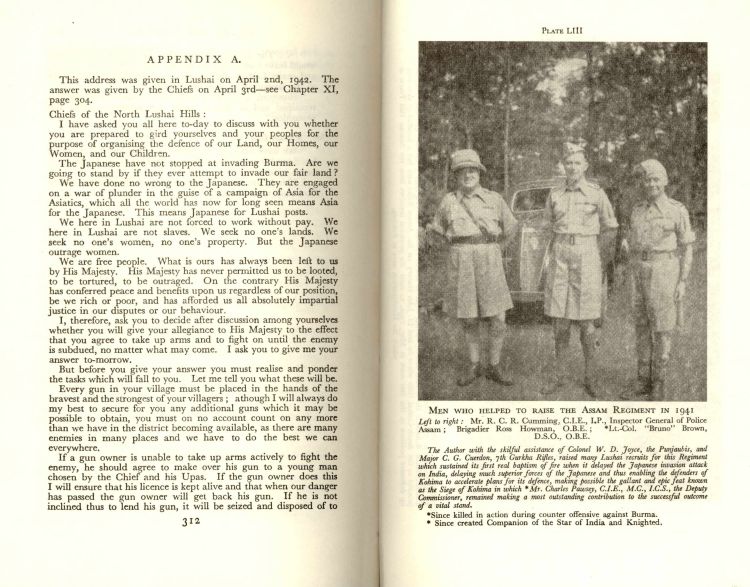 APPENDIX A.
This address was given in Lushai on April 2nd, 1942. The
answer was given by the Chiefs on April 3rd—see Chapter XI,
page 304.
Chiefs of the North Lushai Hills :
I have asked you all here to-day to discuss with you whether
you are prepared to gird yourselves and your peoples for the
purpose of organising the defence of our Land, our Homes, our
Women, and our Children.
The Japanese have not stopped at invading Burma. Are we
going to stand by if they ever attempt to invade our fair land ?
We have done no wrong to the Japanese. They are engaged
on a war of plunder in the guise of a campaign of Asia for the
Asiatics, which all the world has now for long seen means Asia
for the Japanese. This means Japanese for Lushai posts.
We here in Lushai are not forced to work without pay. We
here in Lushai are not slaves. We seek no one's lands. We
seek no one's women, no one's property. But the Japanese
outrage women.
We are free people. What is ours has always been left to us
by His Majesty. His Majesty has never permitted us to be looted,
to be tortured, to be outraged. On the contrary His Majesty
has conferred peace and benefits upon us regardless of our position,
be we rich or poor, and has afforded us all absolutely impartial
justice in our disputes or our behaviour.
I, therefore, ask you to decide after discussion among yourselves
whether you will give your allegiance to His Majesty to the effect
that you agree to take up arms and to fight on until the enemy
is subdued, no matter what may come. I ask you to give me your
answer to-morrow.
But before you give your answer you must realise and ponder
the tasks which will fall to you. Let me tell you what these will be.
Every gun in your village must be placed in the hands of the
bravest and the strongest of your villagers ; athough I will always do
my best to secure for you any additional guns which it may be
possible to obtain, you must on no account count on any more
than we have in the district becoming available, as there are many
enemies in many places and we have to do the best we can
everywhere.
If a gun owner is unable to take up arms actively to fight the
enemy, he should agree to make over his gun to a young man
chosen by the Chief and his Upas. If the gun owner does this
I will ensure that his licence is kept alive and that when our danger
has passed the gun owner will get back his gun. If he is not
inclined thus to lend his gun, it will be seized and disposed of to
312
PLATE LIII
MEN WHO HELPED TO RAISE THE ASSAM REGIMENT IN 1941
Left to right : Mr. R. C. R. Cumming, C.I.E., I.P., Inspector General of Police
Assam ; Brigadier Ross Howman, O.B.E. ; *Lt.-Col. "Bruno" Brown,
D.S.O., O.B.E.
The Author with the skilful assistance of Colonel W. D. Joyce, the Punjaubis, and
Major C. G. Cuerdon, 7th Gurkha Rifles, raised many Lushai recruits for this Regiment
which sustained its first real baptism of fire when it delayed the Japanese invasion attack
on India, delaying much superior forces of the Japanese and thus enabling the defenders of
Kohima to accelerate plans for its defence, making possible the gallant and epic feat known
as the Siege of Kohima in which *Mr. Charles Pawsey, C.I.E., M.C., I.C.S., the Deputy
Commissioner, remained making a most outstanding contribution to the successful outcome
of a vital stand.
*Since killed in action during counter offensive against Burma.
* Since created Companion of the Star of India and Knighted.